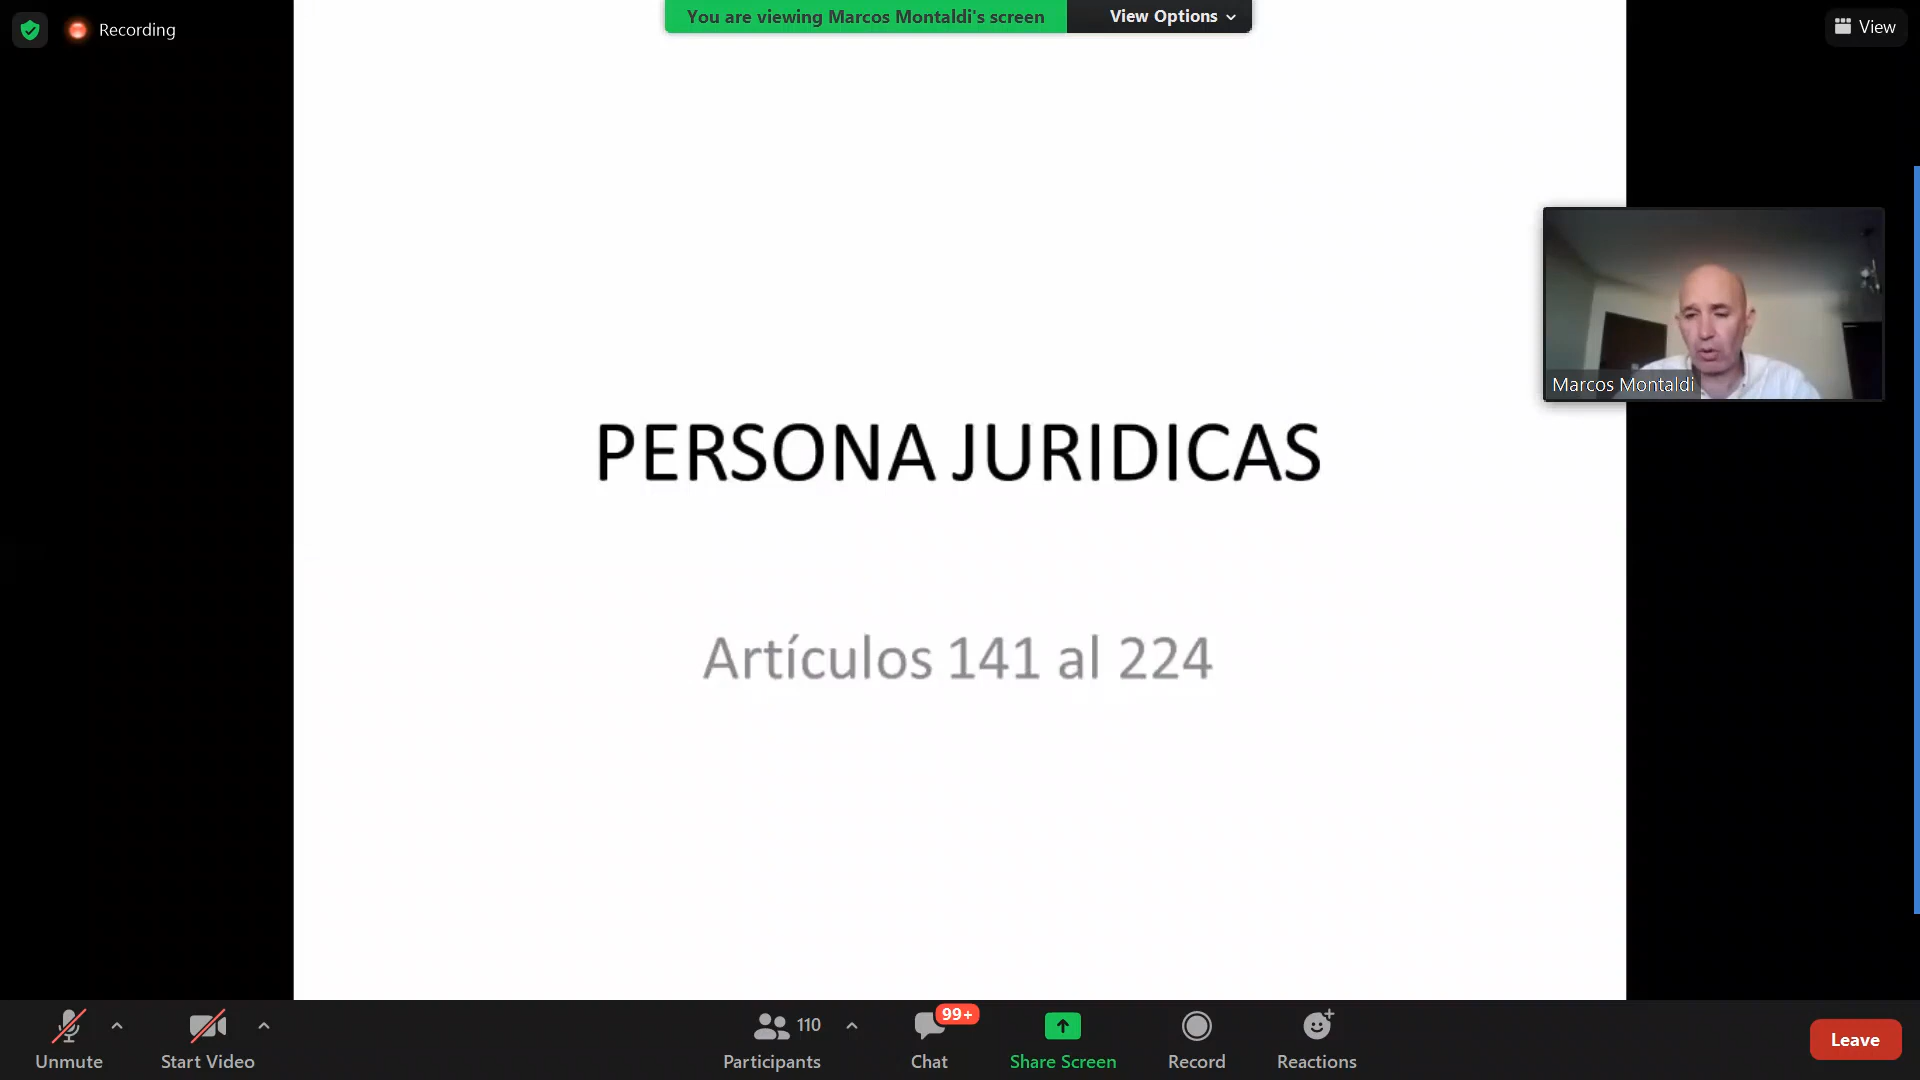 Recording
You are viewing Marcos Montaldi's screen
View Options
View
PERSONA JURIDICAS
Artículos 141 al 224
Marcos Montaldi
Unmute
Start Video
110
Participants
99+
Chat
Share Screen
Record
Reactions
Leave